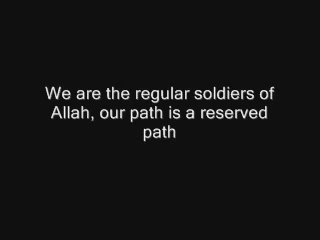 We are the regular soldiers of
Allah, our path is a reserved
path